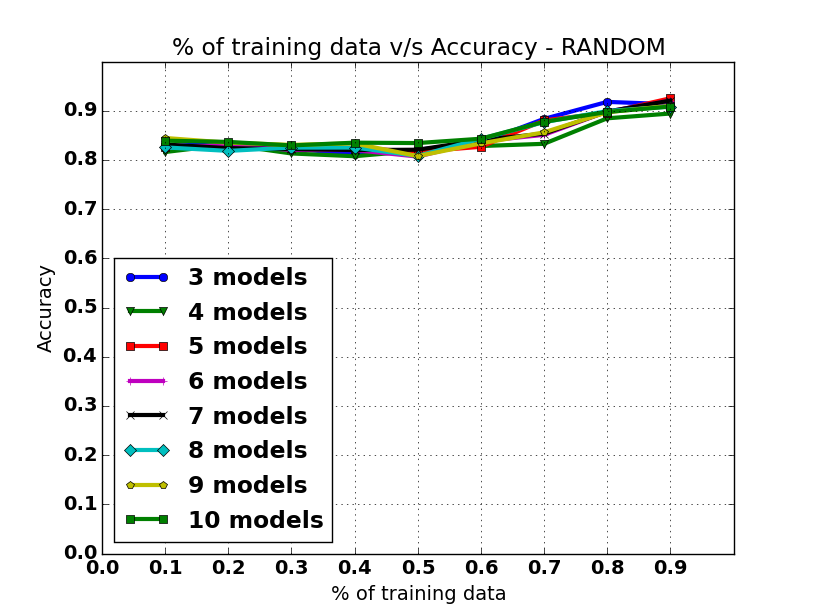 % of training data v/s Accuracy - RANDOM
0.9
0.8
0.7
0.6
0.5
0.4
0.3
0.2
0.1
0.0
Accuracy
3 models
4 models
5 models
6 models
7 models
8 models
9 models
10 models
0.0 0.1 0.2 0.3 0.4 0.5 0.6 0.7 0.8 0.9
% of training data